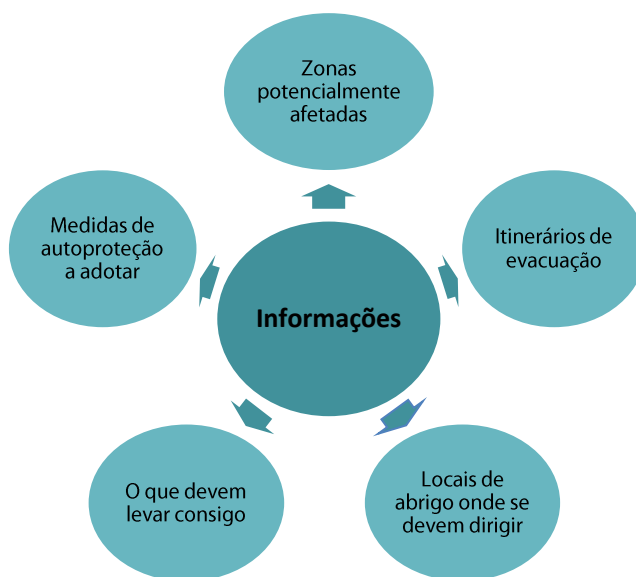 Zonas
potencialmente
afetadas
Medidas de
autoproteção
a adotar
Itinerários de
evacuação
Informações
O que devem
levar consigo
Locais de
abrigo onde se
devem dirigir